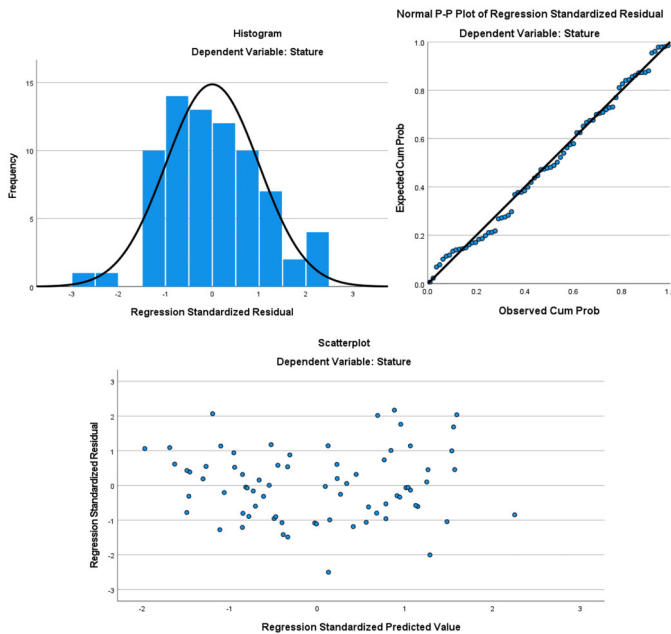 Histogram
Dependent Variable: Stature
Frequency
15
10
5
0
-3 -2 -1 0 1 2 3
Regression Standardized Residual
Normal P-P Plot of Regression Standardized Residual
Dependent Variable: Stature
Expected Cum Prob
1.0
0.8
0.6
0.4
0.2
0.0
0.0 0.2 0.4 0.6 0.8 1.0
Observed Cum Prob
Scatterplot
Dependent Variable: Stature
Regression Standardized Residual
3
2
1
0
-1
-2
-3
-2 -1 0 1 2 3
Regression Standardized Predicted Value